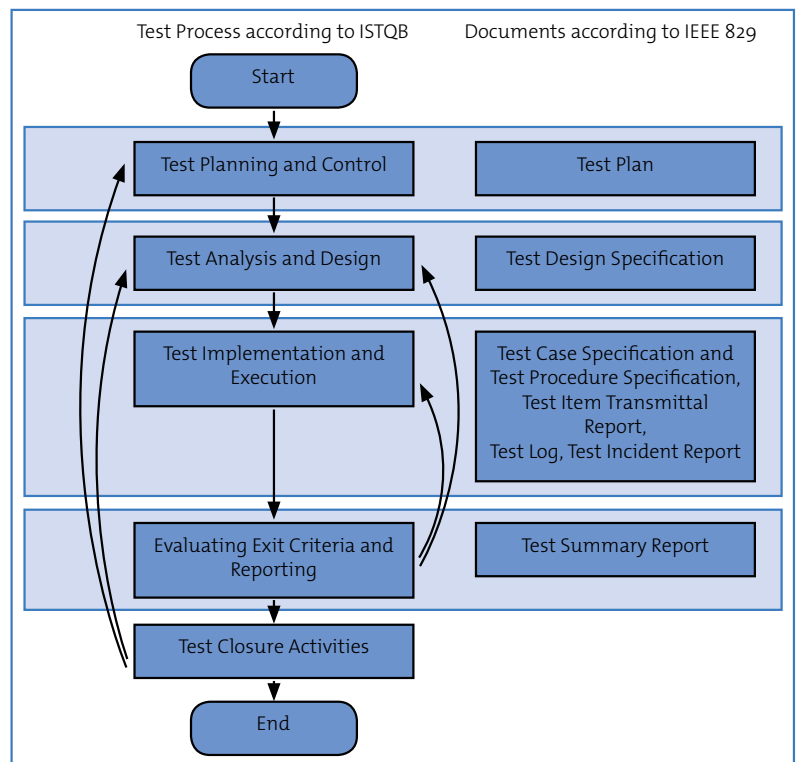 Test Process according to ISTQB
Documents according to IEEE 829
Start
Test Planning and Control
Test Plan
Test Analysis and Design
Test Design Specification
Test Implementation and
Execution
Test Case Specification and
Test Procedure Specification,
Test Item Transmittal
Report,
Test Log, Test Incident Report
Evaluating Exit Criteria and
Reporting
Test Summary Report
Test Closure Activities
End